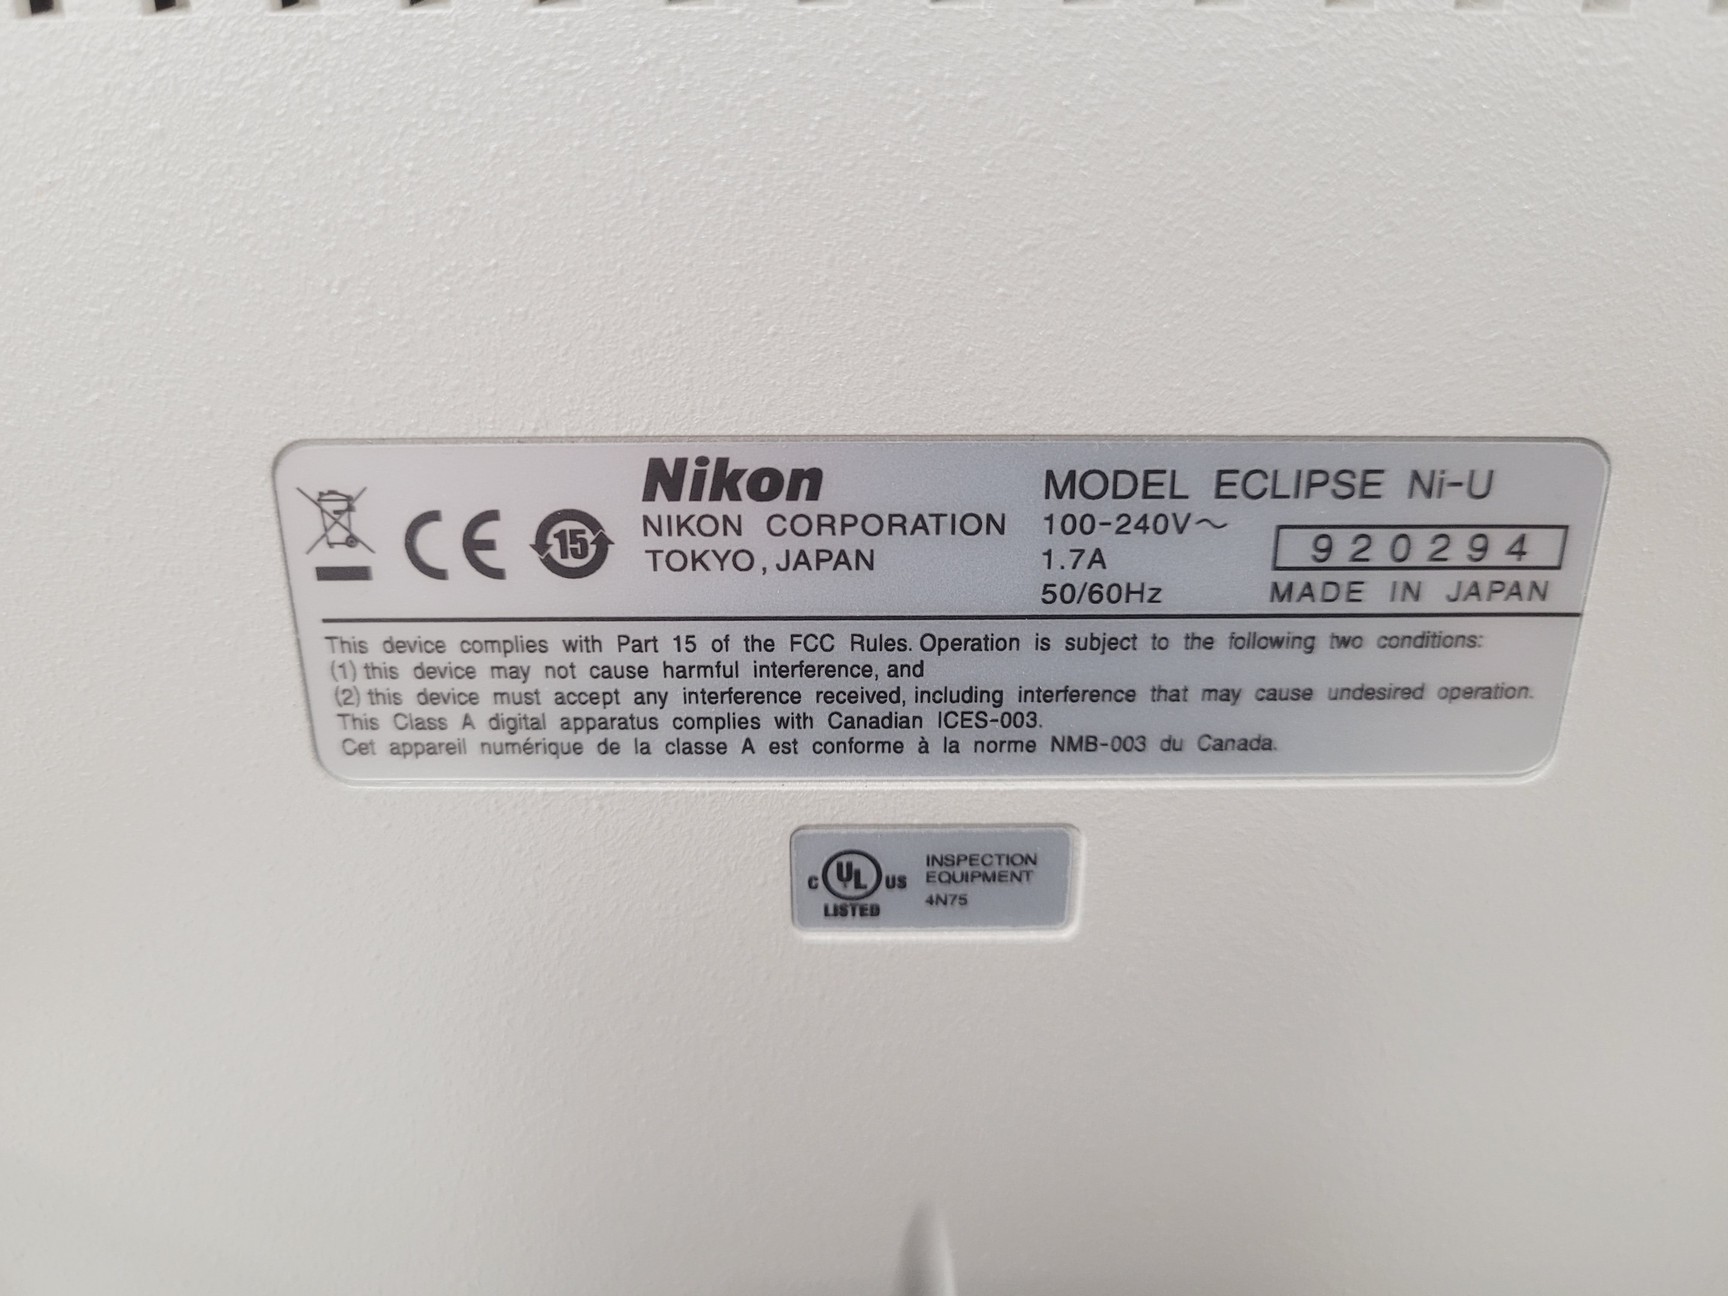 Nikon
NIKON CORPORATION
TOKYO, JAPAN
15
MODEL ECLIPSE Ni-U
100-240V~
1.7A
50/60Hz
920294
MADE IN JAPAN
This device complies with Part 15 of the FCC Rules. Operation is subject to the following two conditions:
(1) this device may not cause harmful interference, and
(2) this device must accept any interference received, including interference that may cause undesired operation.
This Class A digital apparatus complies with Canadian ICES-003.
Cet appareil numérique de la classe A est conforme à la norme NMB-003 du Canada.
C UL US
LISTED
INSPECTION
EQUIPMENT
4N75